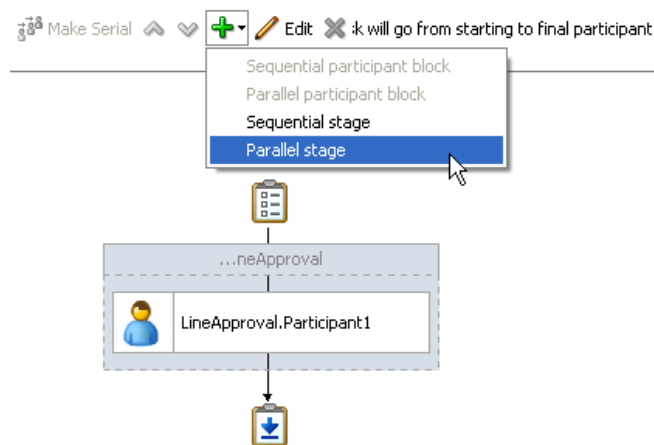 Make Serial Edit :k will go from starting to final participant
Sequential participant block
Parallel participant block
Sequential stage
Parallel stage
...neApproval
LineApproval.Participant1